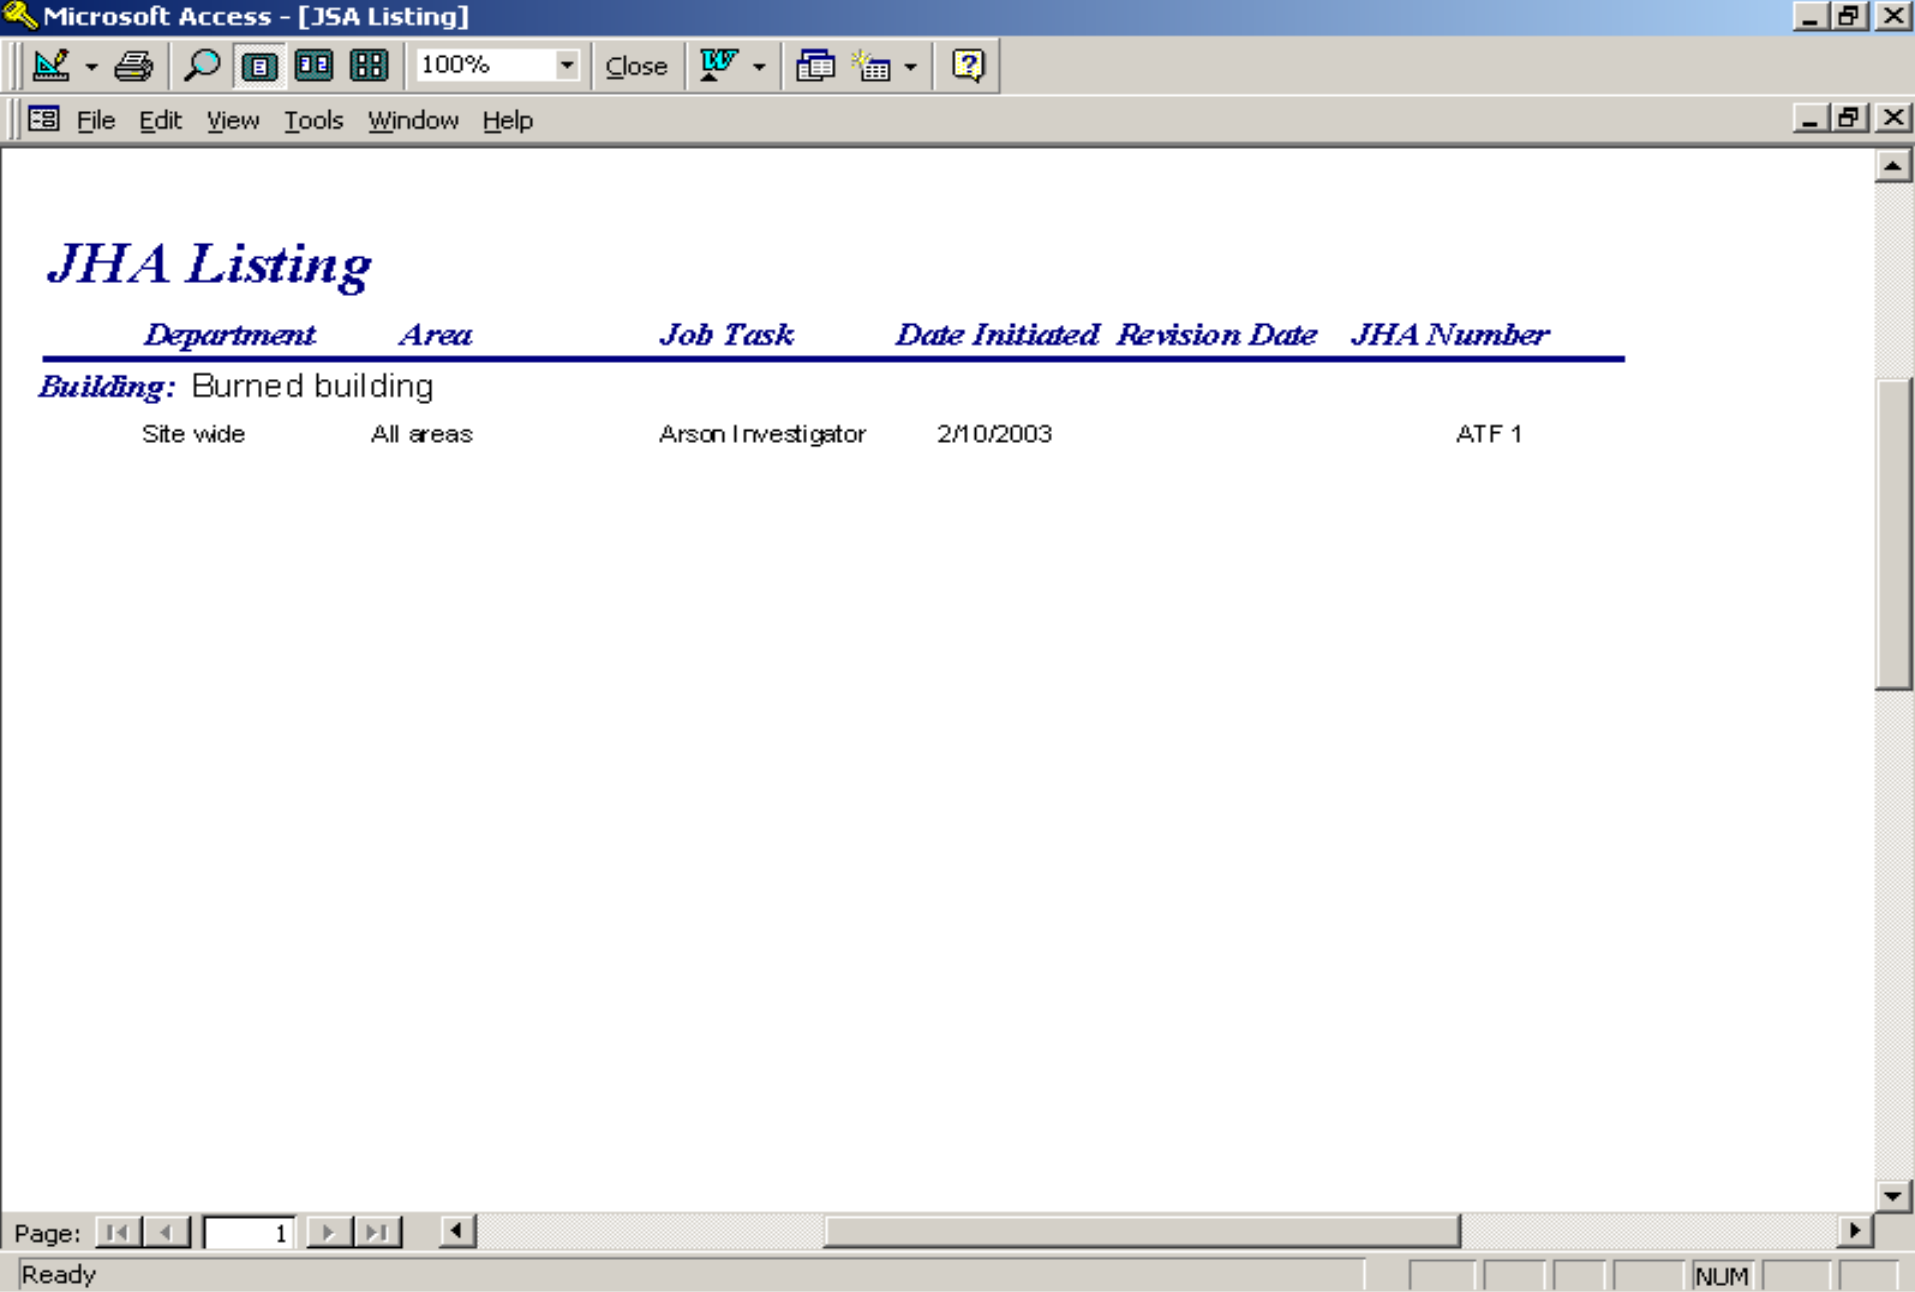 Microsoft Access - [JSA Listing]
100% Close
File Edit View Tools Window Help
JHA Listing
Department Area Job Task Date Initiated Revision Date JHA Number
Building: Burned building
Site wide All areas Arson Investigator 2/10/2003 ATF 1
Page: 1
Ready NUM